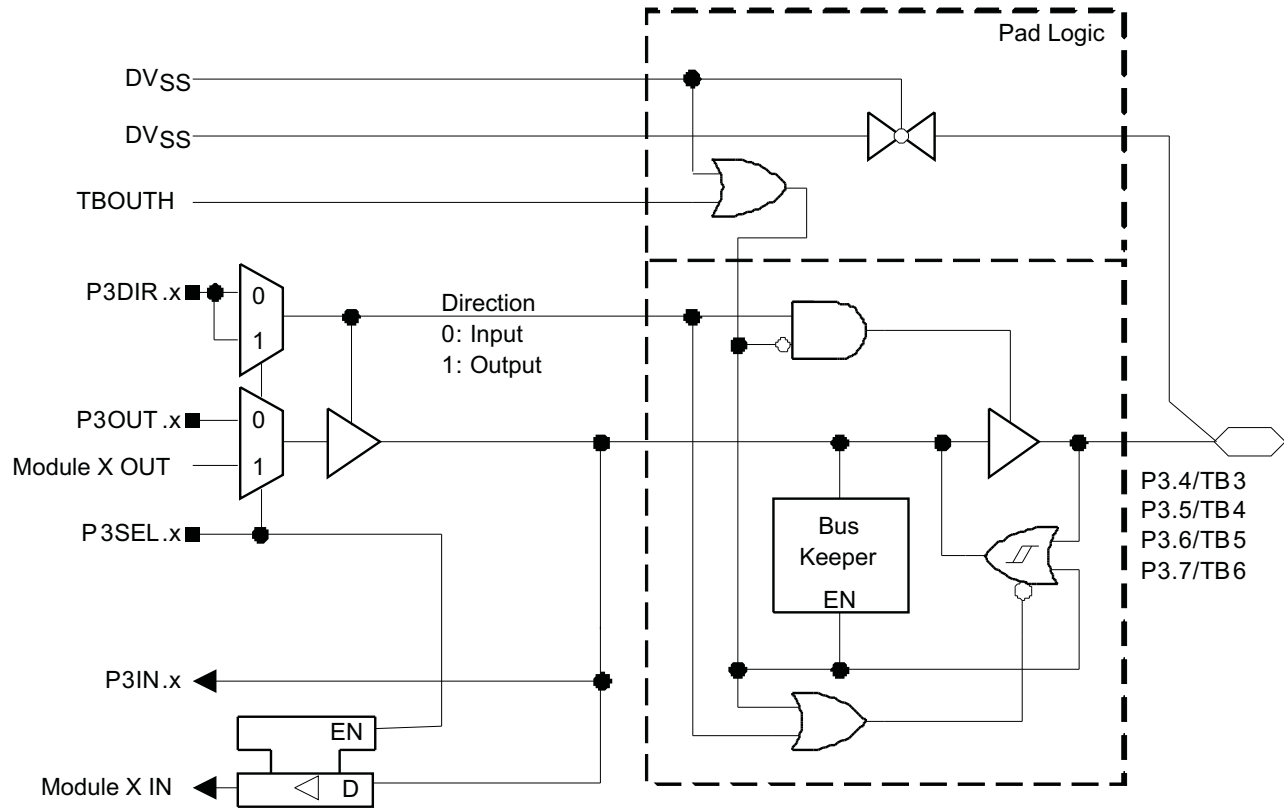 Pad Logic
DVSS
DVSS
TBOUTH
P3DIR.x
0
1
Direction
0: Input
1: Output
P3OUT.x
0
Module X OUT
1
P3SEL.x
Bus
Keeper
EN
P3.4/TB3
P3.5/TB4
P3.6/TB5
P3.7/TB6
P3IN.x
EN
Module X IN
D